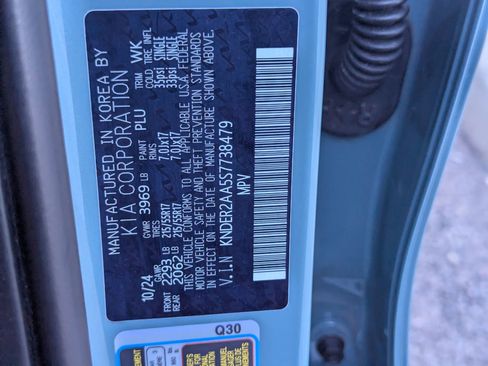 MANUFACTURED IN KOREA BY
KIA CORPORATION
10/24 GVWR 3969 LB PAINT PLU TRIM WK
GAWR TIRES RIMS COLD TIRE INFL
FRONT 2293 LB 215/55R17 7.0JX17 35psi SINGLE
REAR 2062 LB 215/55R17 7.0JX17 35psi SINGLE
THIS VEHICLE CONFORMS TO ALL APPLICABLE U.S.A. FEDERAL
MOTOR VEHICLE SAFETY AND THEFT PREVENTION STANDARDS
IN EFFECT ON THE DATE OF MANUFACTURE SHOWN ABOVE.
V.I.N KNDER2AA5S7738479
MPV
Q30